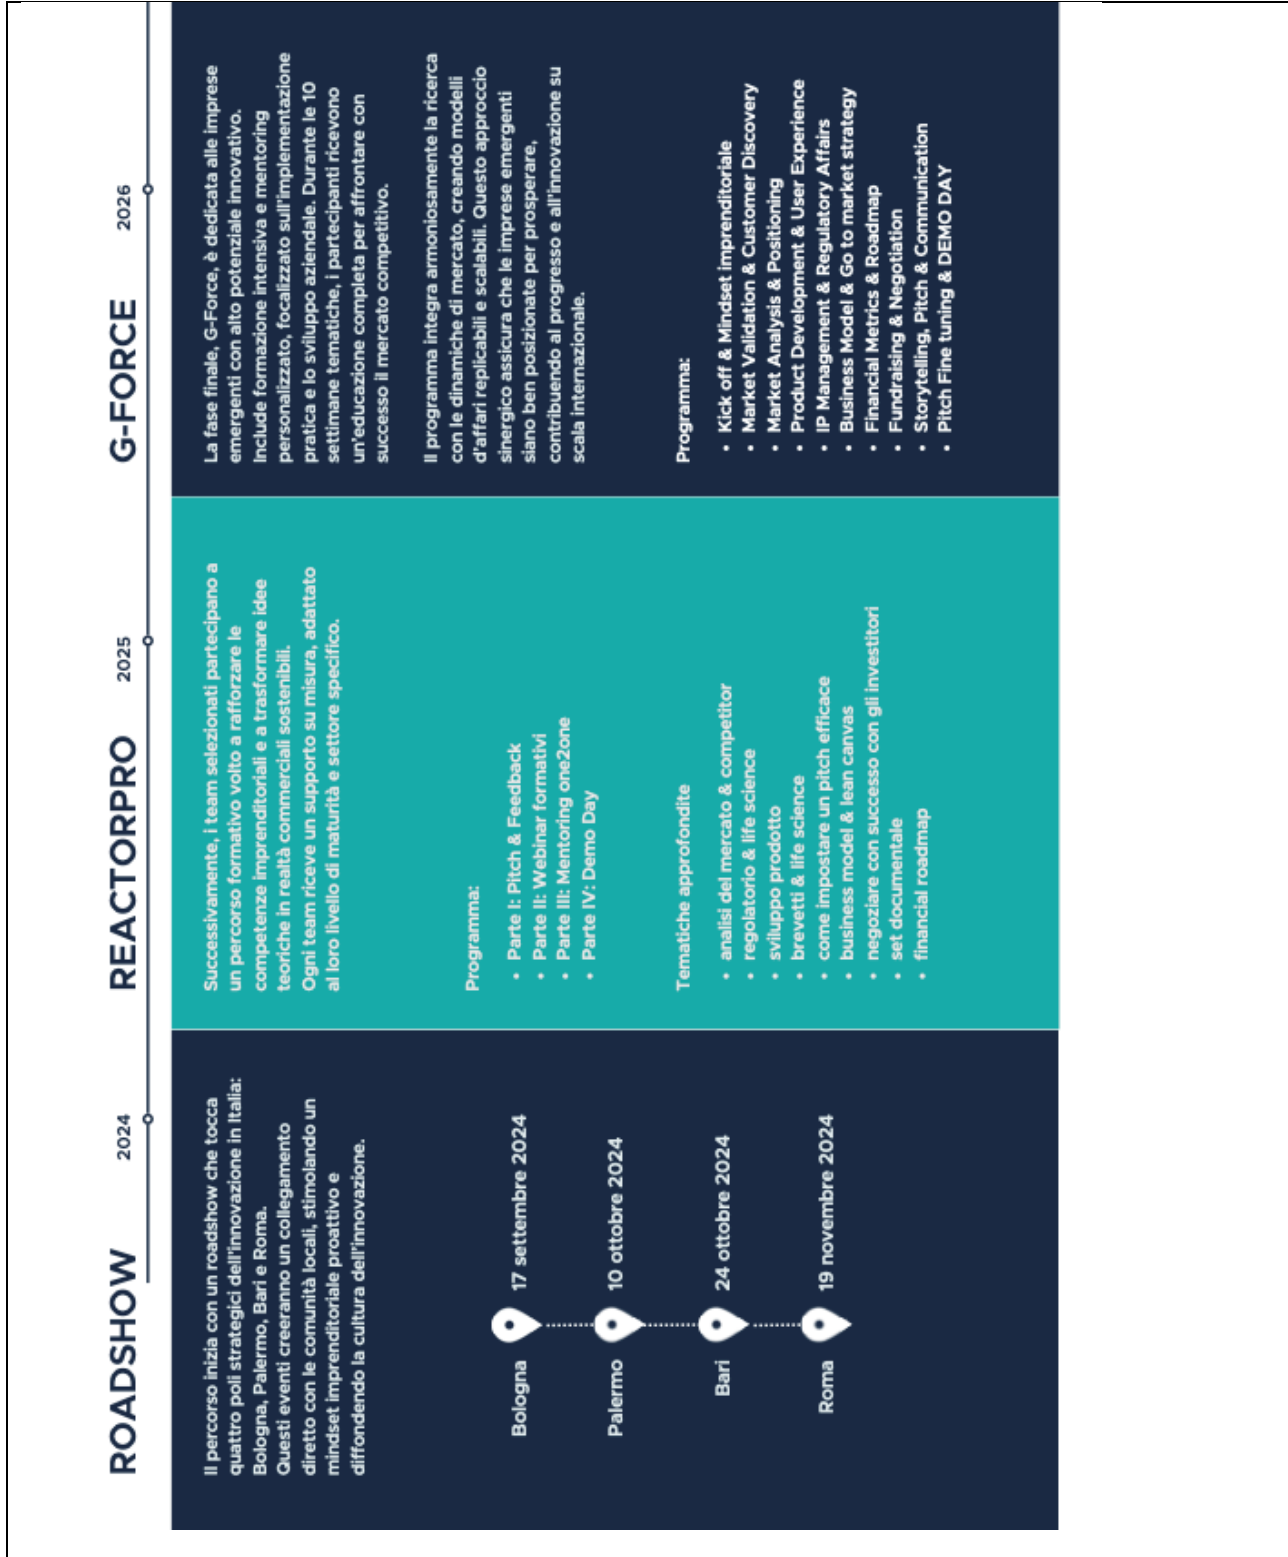 ROADSHOW
2024
Il percorso inizia con un roadshow che tocca
quattro poli strategici dell'innovazione in Italia:
Bologna, Palermo, Bari e Roma.
Questi eventi creeranno un collegamento
diretto con le comunità locali, stimolando un
mindset imprenditoriale proattivo e
diffondendo la cultura dell'innovazione.
Bologna 17 settembre 2024
Palermo 10 ottobre 2024
Bari 24 ottobre 2024
Roma 19 novembre 2024
REACTORPRO
2025
Successivamente, i team selezionati partecipano a
un percorso formativo volto a rafforzare le
competenze imprenditoriali e a trasformare idee
teoriche in realtà commerciali sostenibili.
Ogni team riceve un supporto su misura, adattato
al loro livello di maturità e settore specifico.
Programma:
• Parte I: Pitch & Feedback
• Parte II: Webinar formativi
• Parte III: Mentoring one2one
• Parte IV: Demo Day
Tematiche approfondite
• analisi del mercato & competitor
• regolatorio & life science
• sviluppo prodotto
• brevetti & life science
• come impostare un pitch efficace
• business model & lean canvas
• negoziare con successo con gli investitori
• set documentale
• financial roadmap
G-FORCE
2026
La fase finale, G-Force, è dedicata alle imprese
emergenti con alto potenziale innovativo.
Include formazione intensiva e mentoring
personalizzato, focalizzato sull'implementazione
pratica e lo sviluppo aziendale. Durante le 10
settimane tematiche, i partecipanti ricevono
un'educazione completa per affrontare con
successo il mercato competitivo.
Il programma integra armoniosamente la ricerca
con le dinamiche di mercato, creando modelli
d'affari replicabili e scalabili. Questo approccio
sinergico assicura che le imprese emergenti
siano ben posizionate per prosperare,
contribuendo al progresso e all'innovazione su
scala internazionale.
Programma:
• Kick off & Mindset imprenditoriale
• Market Validation & Customer Discovery
• Market Analysis & Positioning
• Product Development & User Experience
• IP Management & Regulatory Affairs
• Business Model & Go to market strategy
• Financial Metrics & Roadmap
• Fundraising & Negotiation
• Storytelling, Pitch & Communication
• Pitch Fine tuning & DEMO DAY